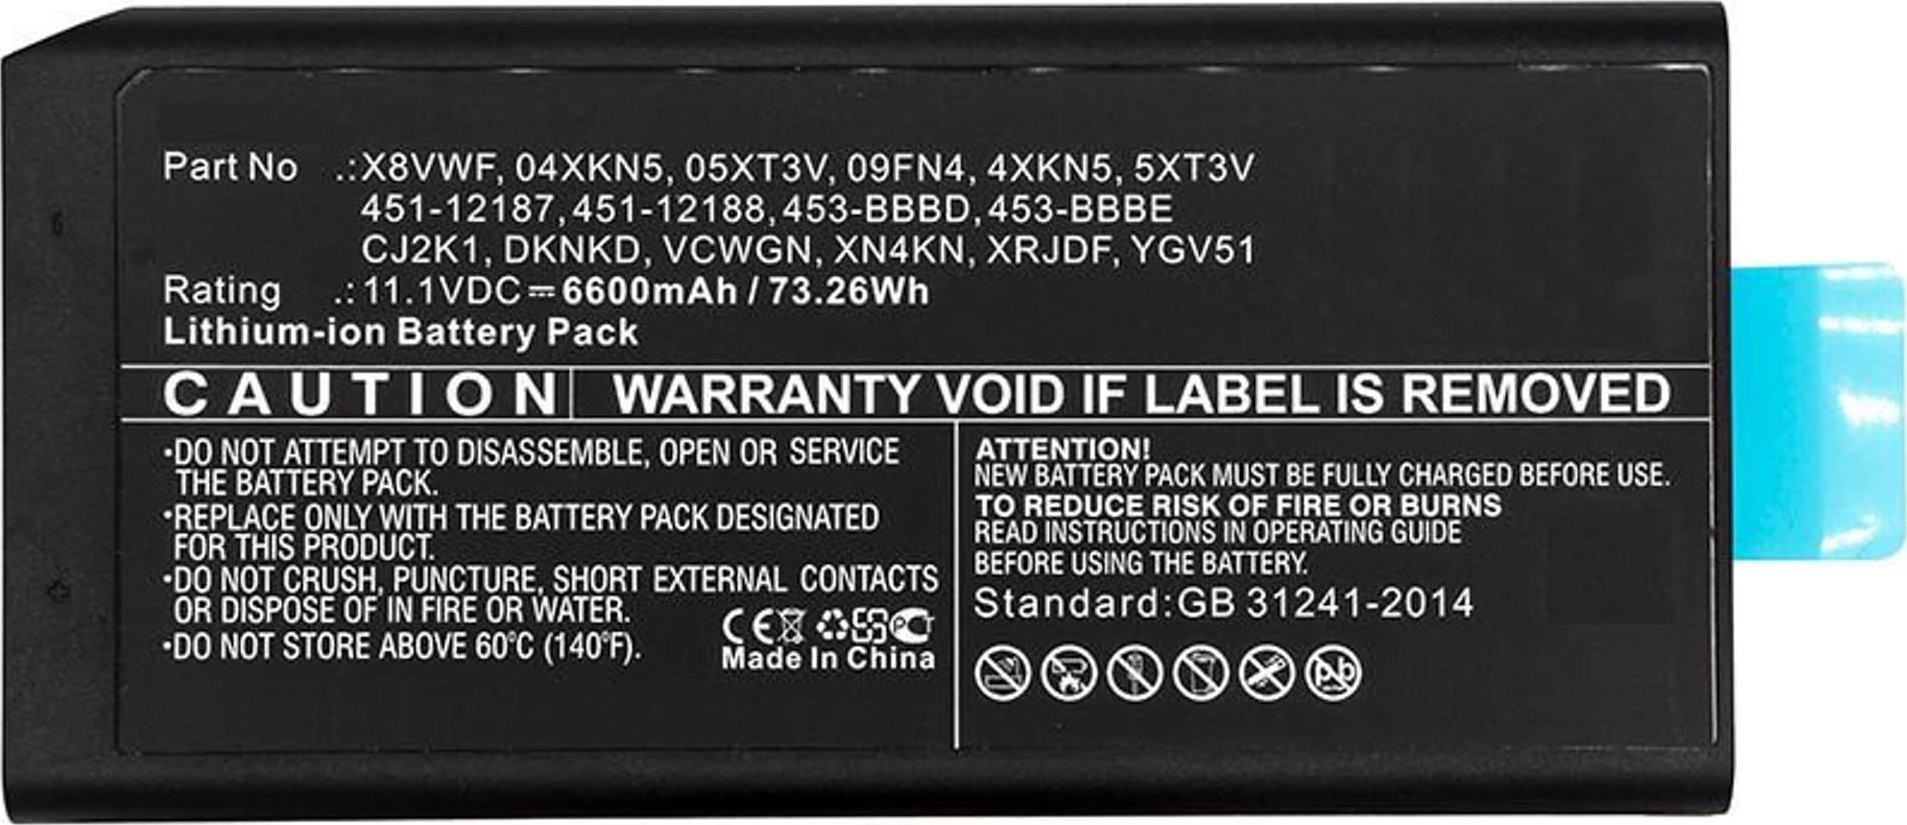 Part No .:X8VWF, 04XKN5, 05XT3V, 09FN4, 4XKN5, 5XT3V
451-12187, 451-12188, 453-BBBD, 453-BBBE
CJ2K1, DKNKD, VCWGN, XN4KN, XRJDF, YGV51
Rating .: 11.1VDC⎓6600mAh / 73.26Wh
Lithium-ion Battery Pack
CAUTION WARRANTY VOID IF LABEL IS REMOVED
•DO NOT ATTEMPT TO DISASSEMBLE, OPEN OR SERVICE
THE BATTERY PACK.
•REPLACE ONLY WITH THE BATTERY PACK DESIGNATED
FOR THIS PRODUCT.
•DO NOT CRUSH, PUNCTURE, SHORT EXTERNAL CONTACTS
OR DISPOSE OF IN FIRE OR WATER.
•DO NOT STORE ABOVE 60°C (140°F).
CE PCT
Made In China
ATTENTION!
NEW BATTERY PACK MUST BE FULLY CHARGED BEFORE USE.
TO REDUCE RISK OF FIRE OR BURNS
READ INSTRUCTIONS IN OPERATING GUIDE
BEFORE USING THE BATTERY.
Standard:GB 31241-2014
pb